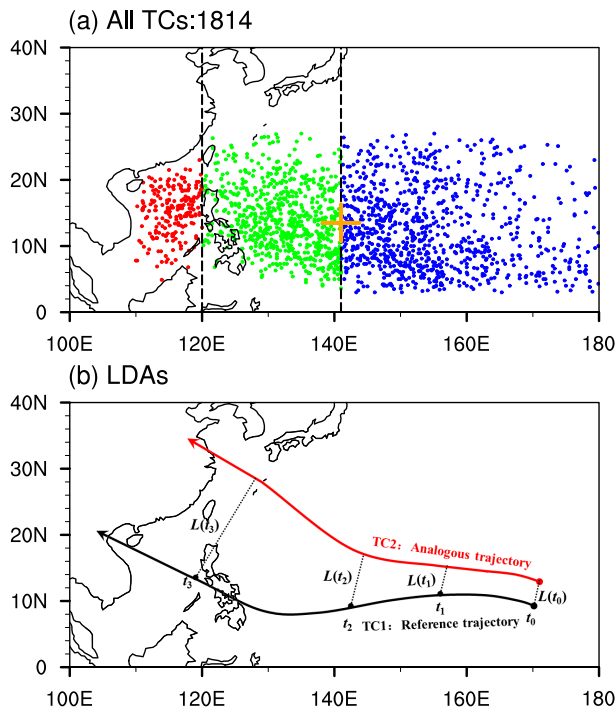 (a) All TCs:1814
40N
30N
20N
10N
0
100E 120E 140E 160E 180
(b) LDAs
40N
30N
20N
10N
0
L(t3)
TC2: Analogous trajectory
L(t2)
L(t1)
L(t0)
t3
t2
t1
t0
TC1: Reference trajectory
100E 120E 140E 160E 180